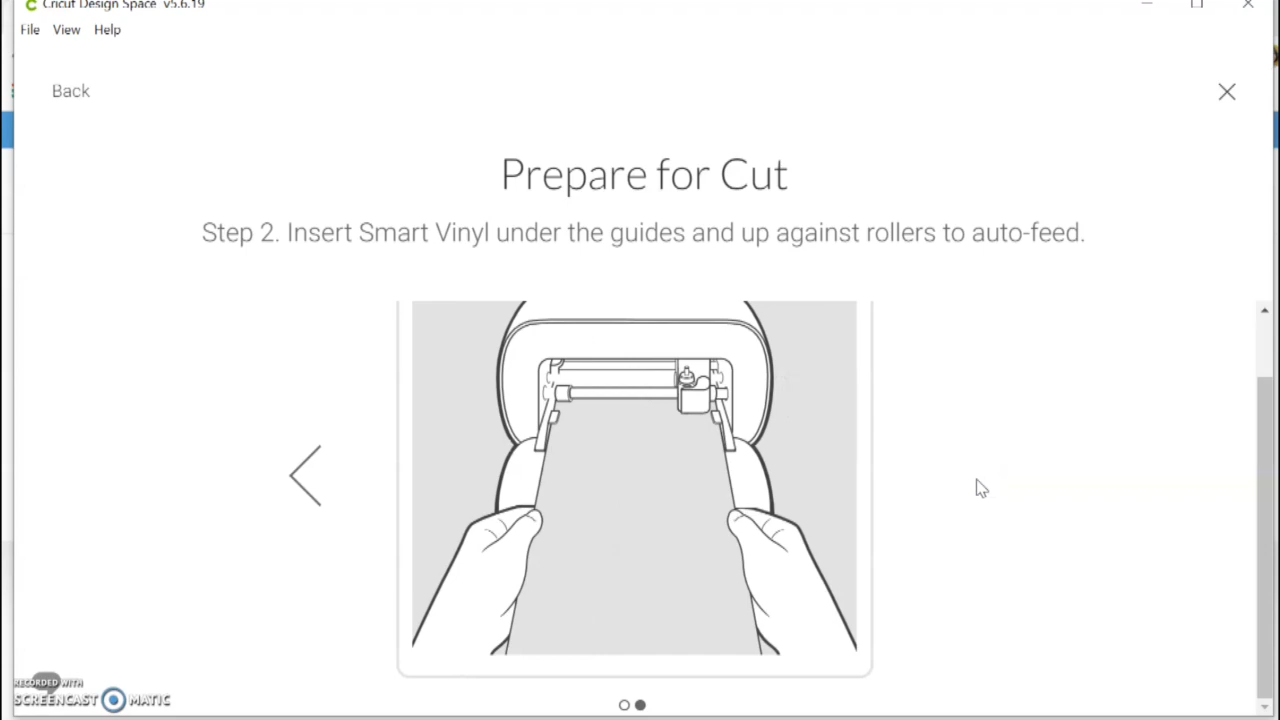 Cricut Design Space v5.6.19
File View Help
Back
Prepare for Cut
Step 2. Insert Smart Vinyl under the guides and up against rollers to auto-feed.
RECORDED WITH
SCREENCAST MATIC